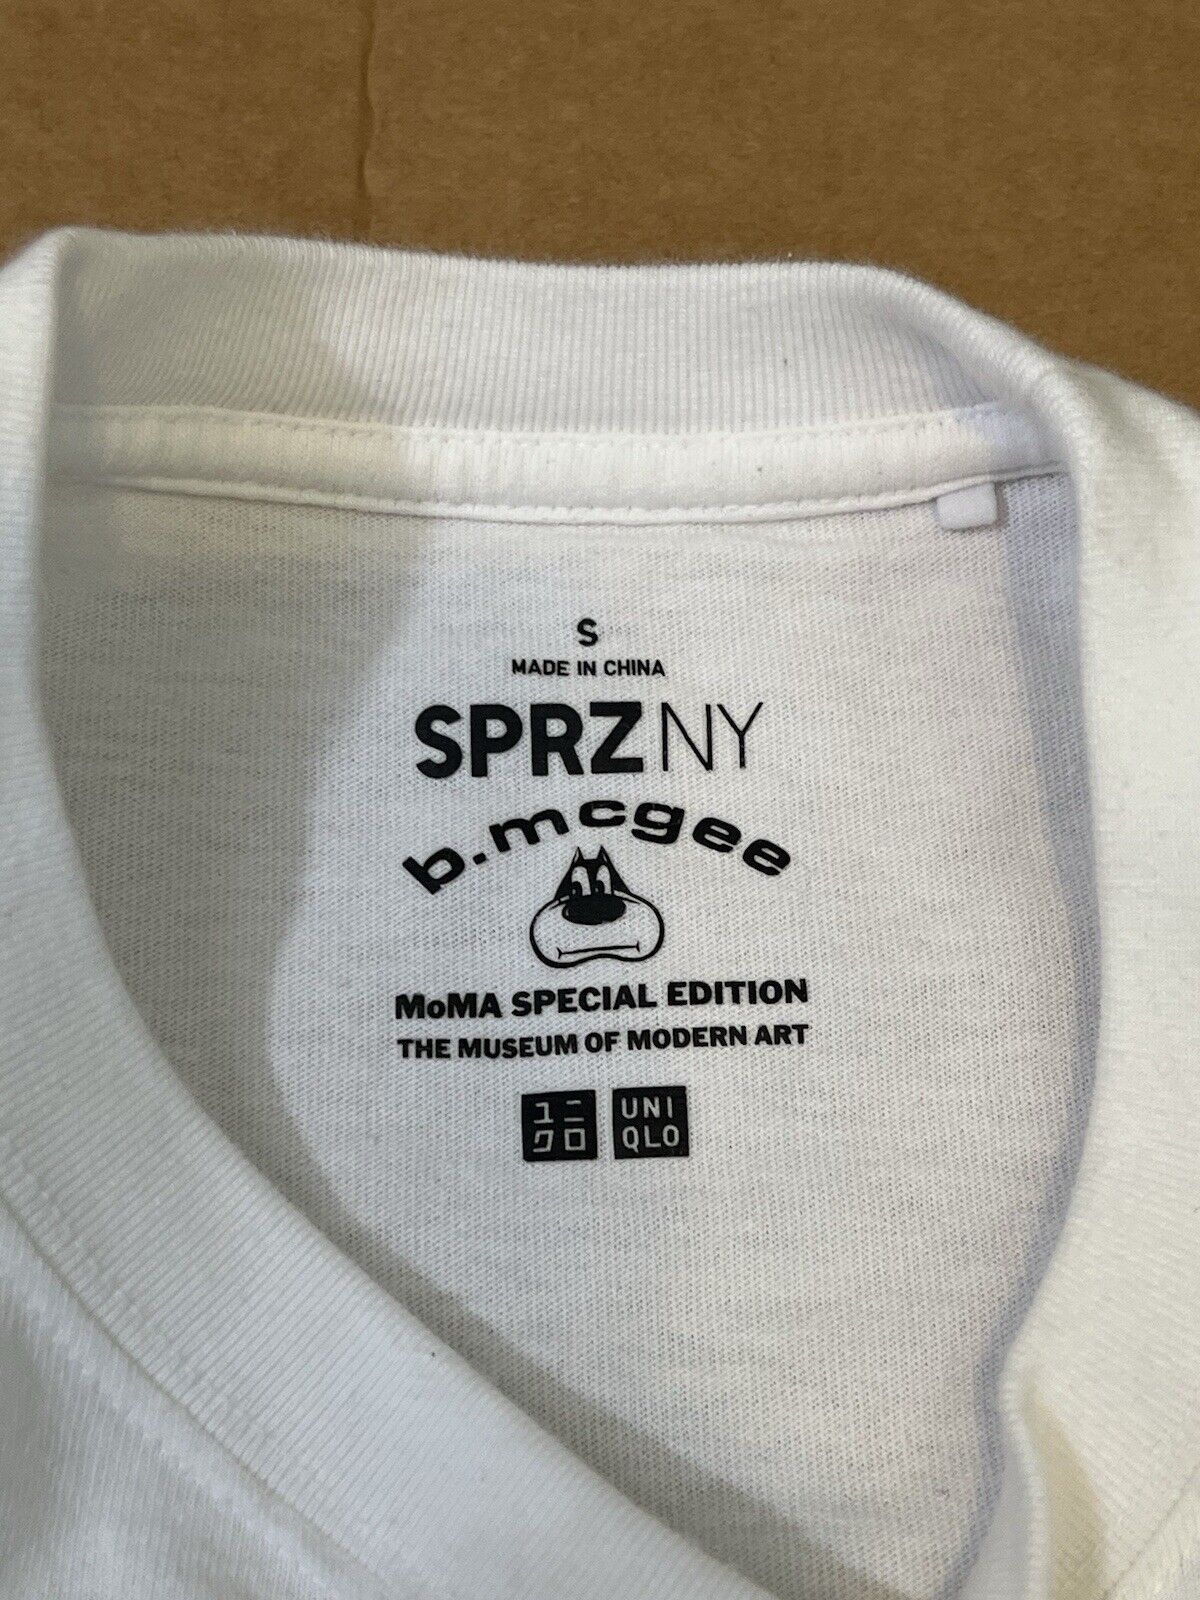 S
MADE IN CHINA
SPRZ NY
b.mcgee
MoMA SPECIAL EDITION
THE MUSEUM OF MODERN ART
ユニ UNI
クロ QLO